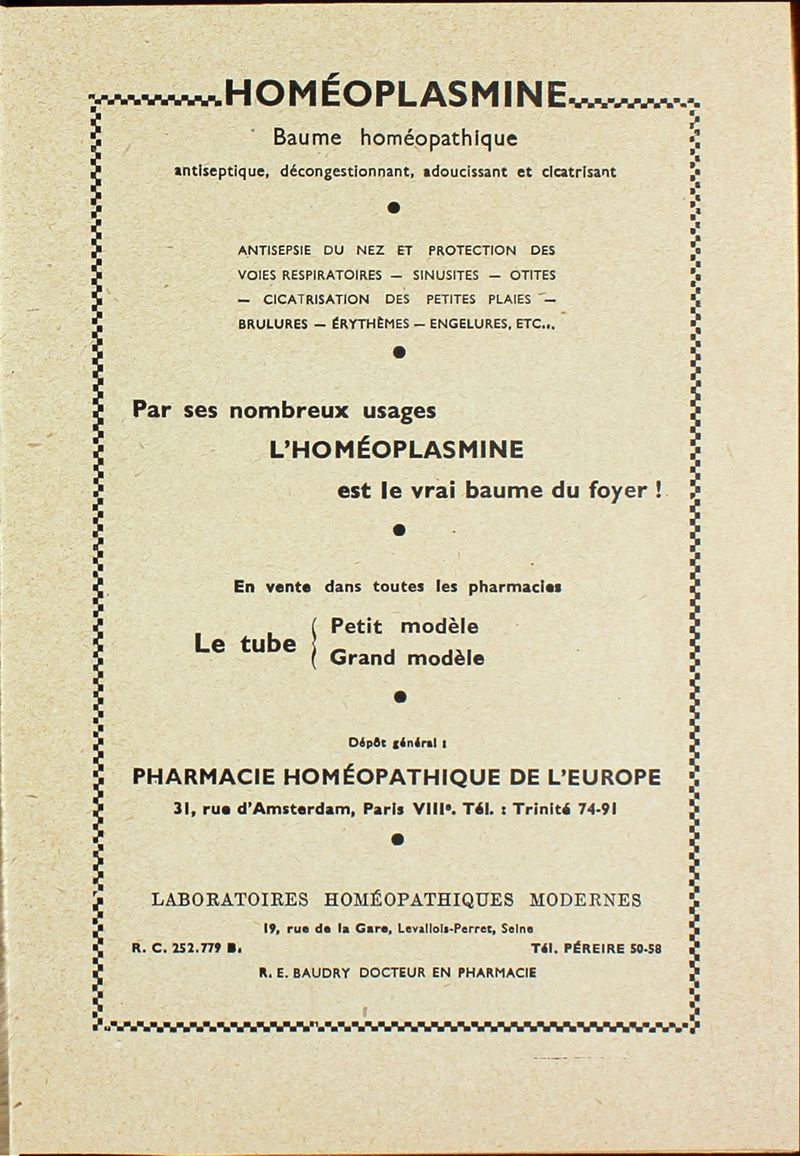 HOMÉOPLASMINE
Baume homéopathique
antiseptique, décongestionnant, adoucissant et cicatrisant
ANTISEPSIE DU NEZ ET PROTECTION DES
VOIES RESPIRATOIRES — SINUSITES — OTITES
— CICATRISATION DES PETITES PLAIES —
BRULURES — ÉRYTHÈMES — ENGELURES, ETC...
Par ses nombreux usages
L'HOMÉOPLASMINE
est le vrai baume du foyer !
En vente dans toutes les pharmacies
Le tube { Petit modèle
Grand modèle
Dépôt général :
PHARMACIE HOMÉOPATHIQUE DE L'EUROPE
31, rue d'Amsterdam, Paris VIIIe. Tél. : Trinité 74-91
LABORATOIRES HOMÉOPATHIQUES MODERNES
19, rue de la Gare, Levallois-Perret, Seine
R. C. 252.779 B. Tél. PÉREIRE 50-58
R. E. BAUDRY DOCTEUR EN PHARMACIE